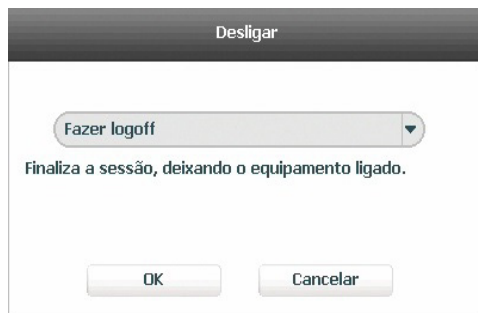 Desligar
Fazer logoff
Finaliza a sessão, deixando o equipamento ligado.
OK Cancelar